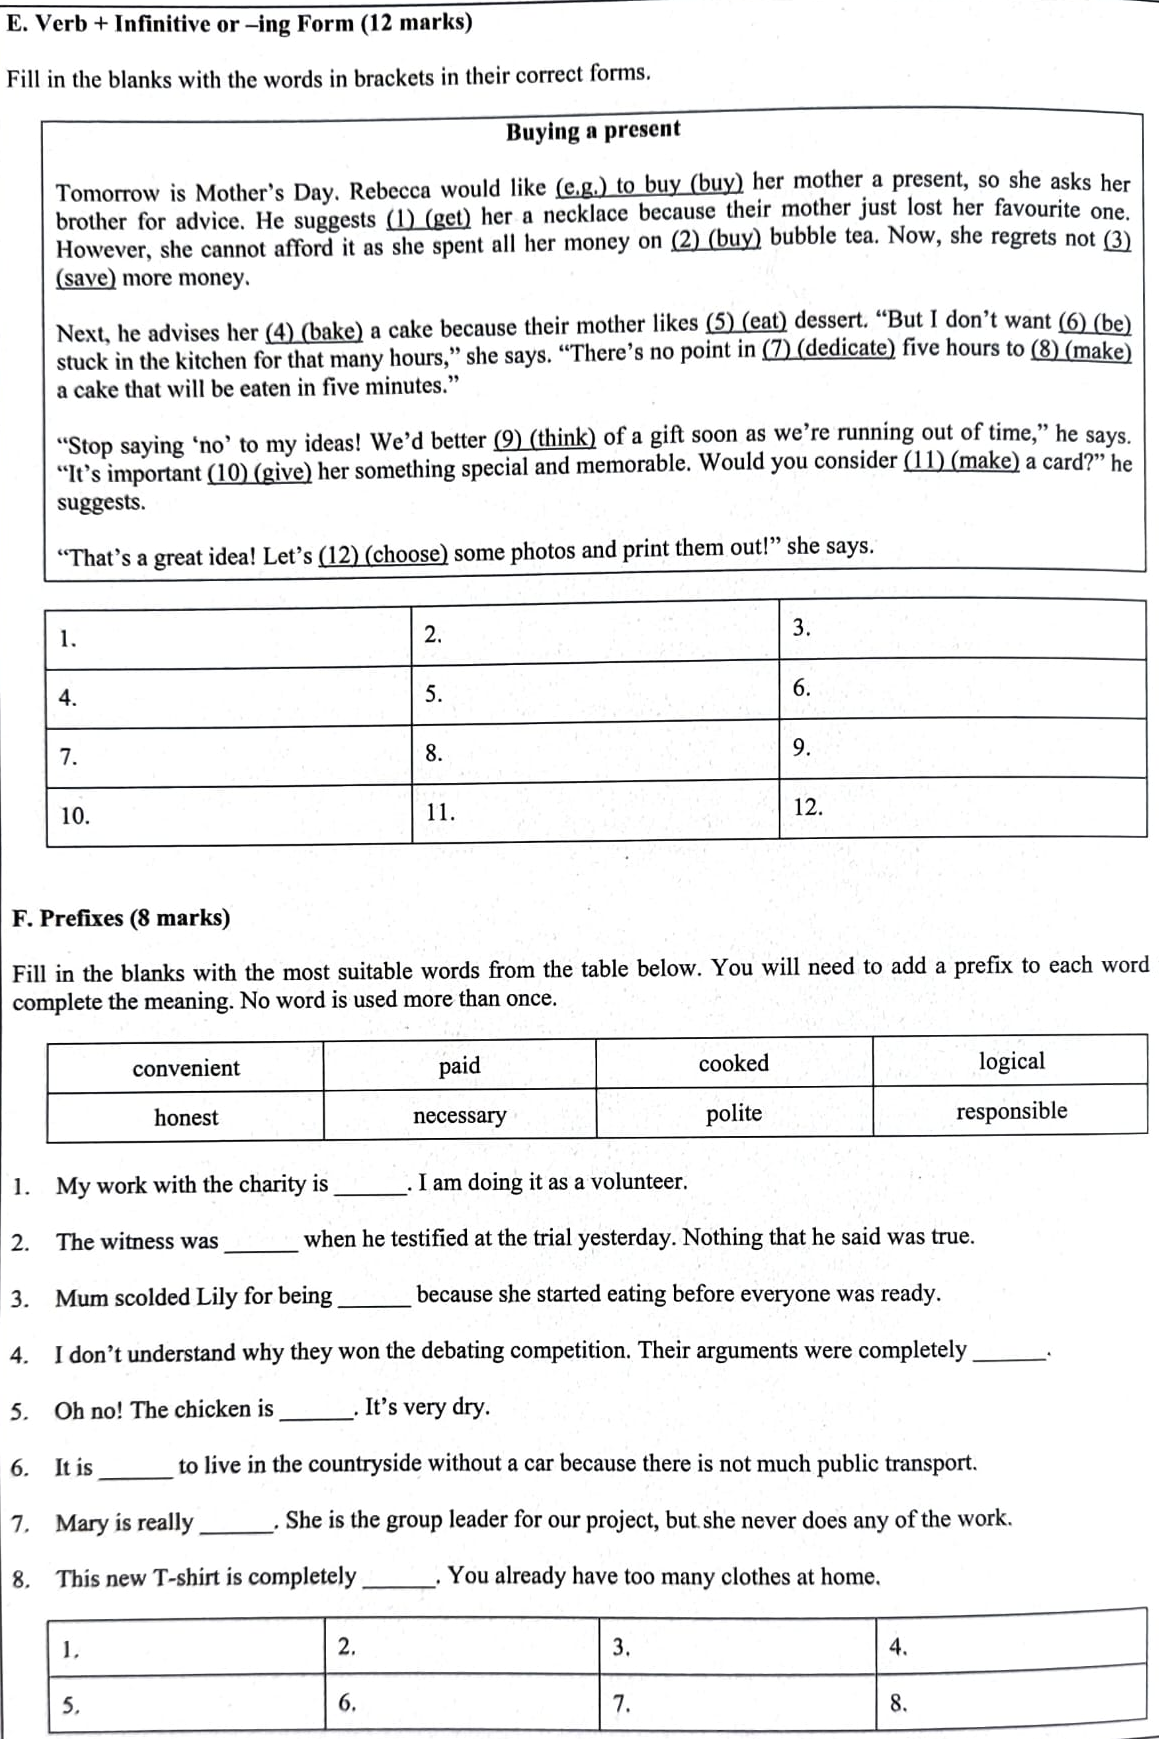 E. Verb + Infinitive or –ing Form (12 marks)
Fill in the blanks with the words in brackets in their correct forms.
Buying a present
Tomorrow is Mother's Day. Rebecca would like (e.g.) to buy (buy) her mother a present, so she asks her
brother for advice. He suggests (1) (get) her a necklace because their mother just lost her favourite one.
However, she cannot afford it as she spent all her money on (2) (buy) bubble tea. Now, she regrets not (3)
(save) more money.
Next, he advises her (4) (bake) a cake because their mother likes (5) (eat) dessert. “But I don't want (6) (be)
stuck in the kitchen for that many hours,” she says. “There's no point in (7) (dedicate) five hours to (8) (make)
a cake that will be eaten in five minutes.”
“Stop saying ‘no’ to my ideas! We'd better (9) (think) of a gift soon as we're running out of time,” he says.
“It's important (10) (give) her something special and memorable. Would you consider (11) (make) a card?” he
suggests.
“That's a great idea! Let's (12) (choose) some photos and print them out!” she says.
1. 2. 3.
4. 5. 6.
7. 8. 9.
10. 11. 12.
F. Prefixes (8 marks)
Fill in the blanks with the most suitable words from the table below. You will need to add a prefix to each word
complete the meaning. No word is used more than once.
convenient paid cooked logical
honest necessary polite responsible
1. My work with the charity is ______. I am doing it as a volunteer.
2. The witness was ______ when he testified at the trial yesterday. Nothing that he said was true.
3. Mum scolded Lily for being ______ because she started eating before everyone was ready.
4. I don't understand why they won the debating competition. Their arguments were completely ______.
5. Oh no! The chicken is ______. It's very dry.
6. It is ______ to live in the countryside without a car because there is not much public transport.
7. Mary is really ______. She is the group leader for our project, but she never does any of the work.
8. This new T-shirt is completely ______. You already have too many clothes at home.
1. 2. 3. 4.
5. 6. 7. 8.